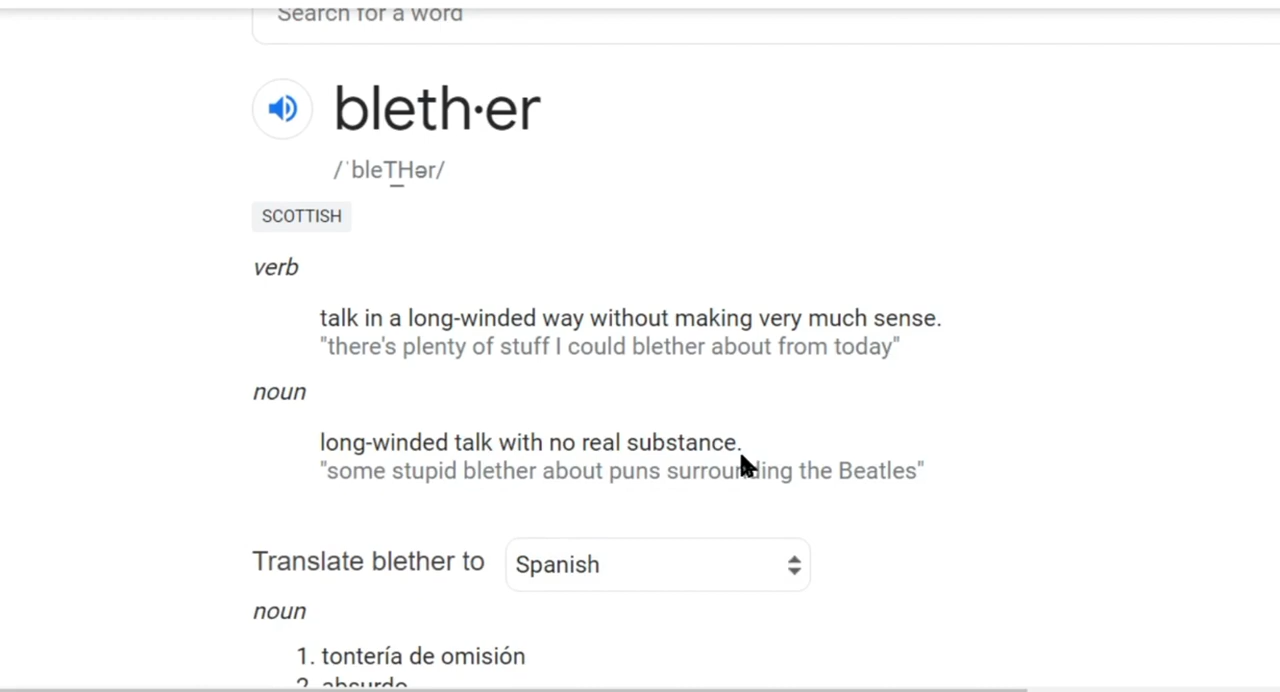 Search for a word
bleth·er
/ˈbleTHər/
SCOTTISH
verb
talk in a long-winded way without making very much sense.
"there's plenty of stuff I could blether about from today"
noun
long-winded talk with no real substance.
"some stupid blether about puns surrounding the Beatles"
Translate blether to Spanish
noun
1. tontería de omisión
2. absurdo